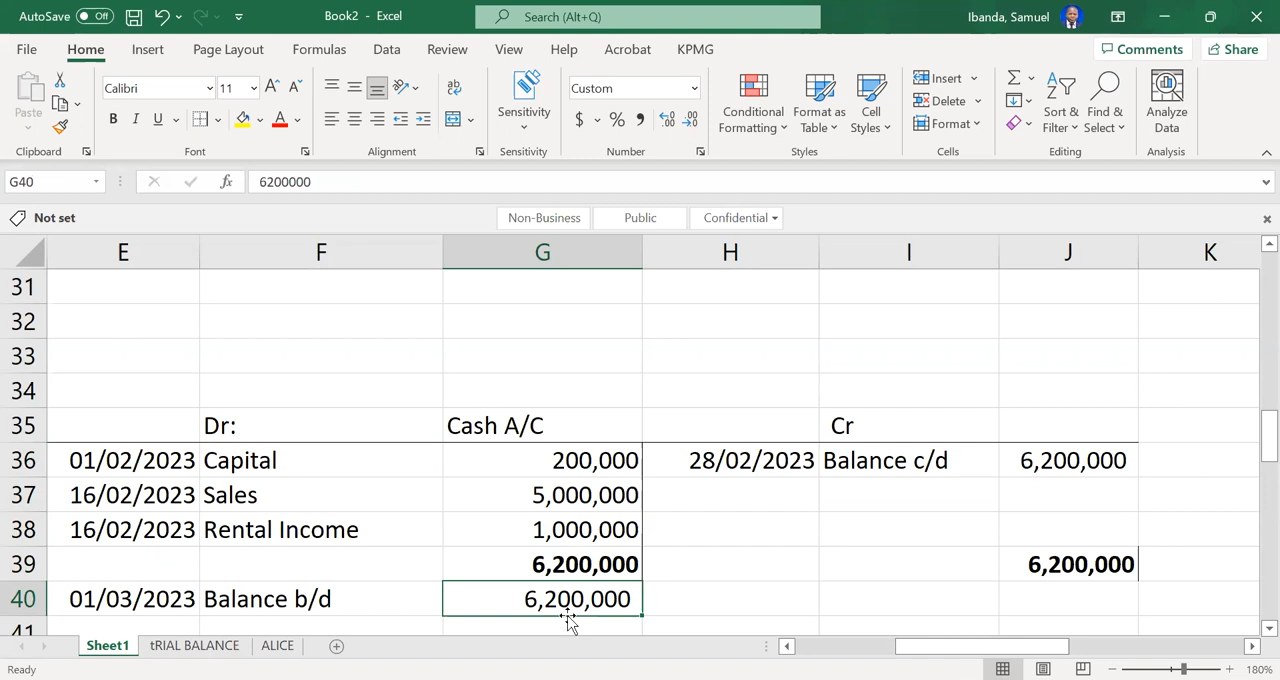 AutoSave Off Book2 - Excel Search (Alt+Q) Ibanda, Samuel
File Home Insert Page Layout Formulas Data Review View Help Acrobat KPMG Comments Share
Paste Calibri 11 A A Custom Conditional Formatting Format as Table Cell Styles Insert Delete Format Sort & Filter Find & Select Analyze Data
B I U A ab $ % 9 Sensitivity
Clipboard Font Alignment Sensitivity Number Styles Cells Editing Analysis
G40 fx 6200000
Not set Non-Business Public Confidential
E F G H I J K
31
32
33
34
35 Dr: Cash A/C Cr
36 01/02/2023 Capital 200,000 28/02/2023 Balance c/d 6,200,000
37 16/02/2023 Sales 5,000,000
38 16/02/2023 Rental Income 1,000,000
39 6,200,000 6,200,000
40 01/03/2023 Balance b/d 6,200,000
41
Sheet1 tRIAL BALANCE ALICE
Ready 180%